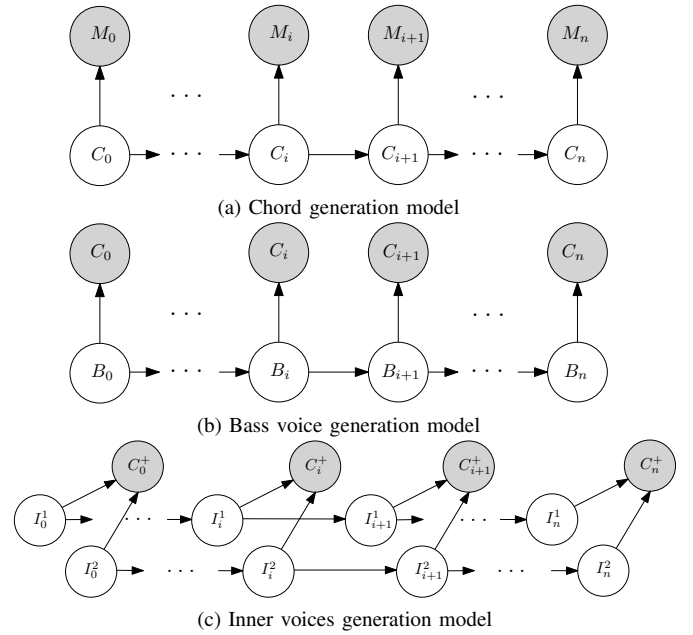 M_0 M_i M_{i+1} M_n
. . . . . .
C_0 . . . C_i C_{i+1} . . . C_n
(a) Chord generation model
C_0 C_i C_{i+1} C_n
. . . . . .
B_0 . . . B_i B_{i+1} . . . B_n
(b) Bass voice generation model
C_0^+ C_i^+ C_{i+1}^+ C_n^+
I_0^1 . . . I_i^1 I_{i+1}^1 . . . I_n^1
I_0^2 . . . I_i^2 I_{i+1}^2 . . . I_n^2
(c) Inner voices generation model